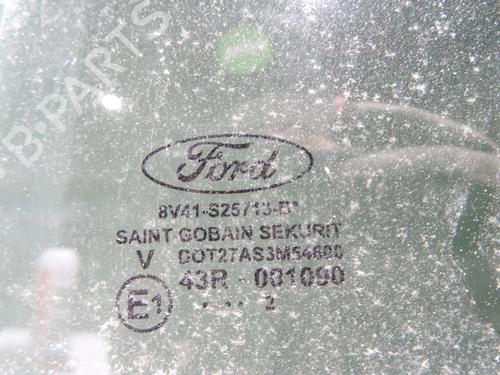 B-PARTS
Ford
8V41-S25713-B*
SAINT GOBAIN SEKURIT
V DOT27AS3M54600
43R - 001090
E1 . . . . 2